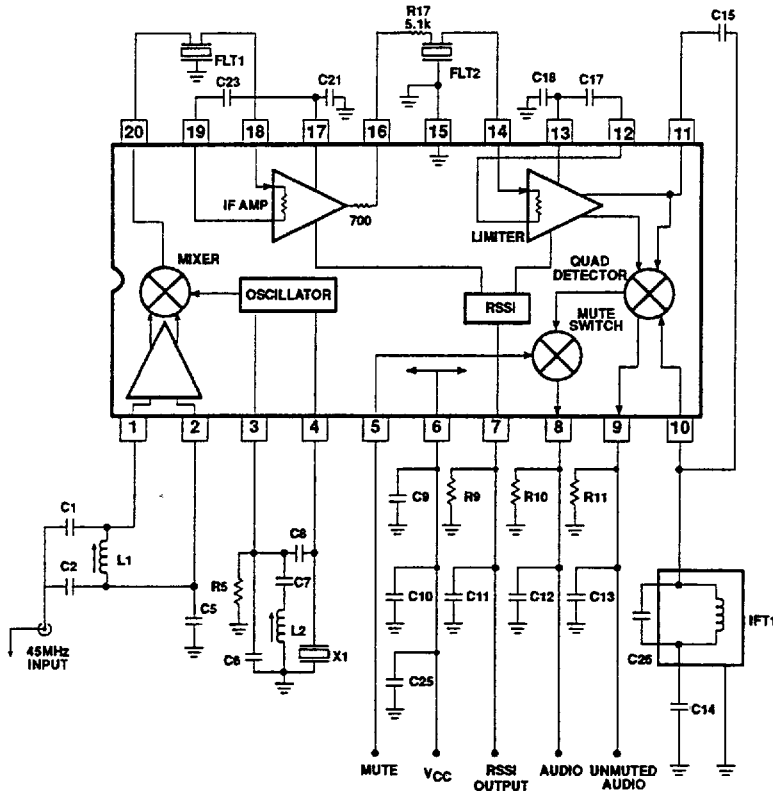 R17
5.1k
C15
FLT1
FLT2
C23
C21
C18
C17
20
19
18
17
16
15
14
13
12
11
IF AMP
700
LIMITER
MIXER
OSCILLATOR
RSSI
QUAD
DETECTOR
MUTE
SWITCH
1
2
3
4
5
6
7
8
9
10
C1
C2
L1
C5
45MHz
INPUT
R5
C6
C8
C7
L2
X1
C9
R9
R10
R11
C10
C11
C12
C13
C25
C26
IFT1
C14
MUTE
VCC
RSSI
OUTPUT
AUDIO
UNMUTED
AUDIO